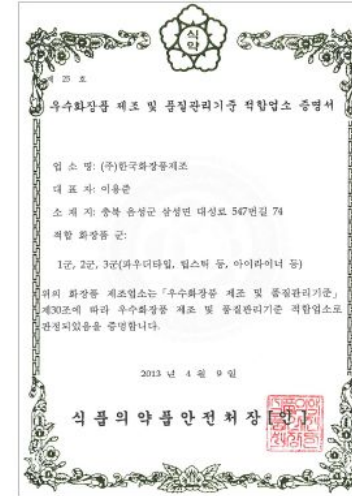 식약
제 25 호
우수화장품 제조 및 품질관리기준 적합업소 증명서
업 소 명: (주)한국화장품제조
대 표 자: 이용준
소 재 지: 충북 음성군 삼성면 대성로 547번길 74
적합 화장품 군:
1군, 2군, 3군(파우더타입, 립스틱 등, 아이라이너 등)
위의 화장품 제조업소는「우수화장품 제조 및 품질관리기준」
제30조에 따라 우수화장품 제조 및 품질관리기준 적합업소로
판정되었음을 증명합니다.
2013 년 4 월 9 일
식품의약품안전처장[인]